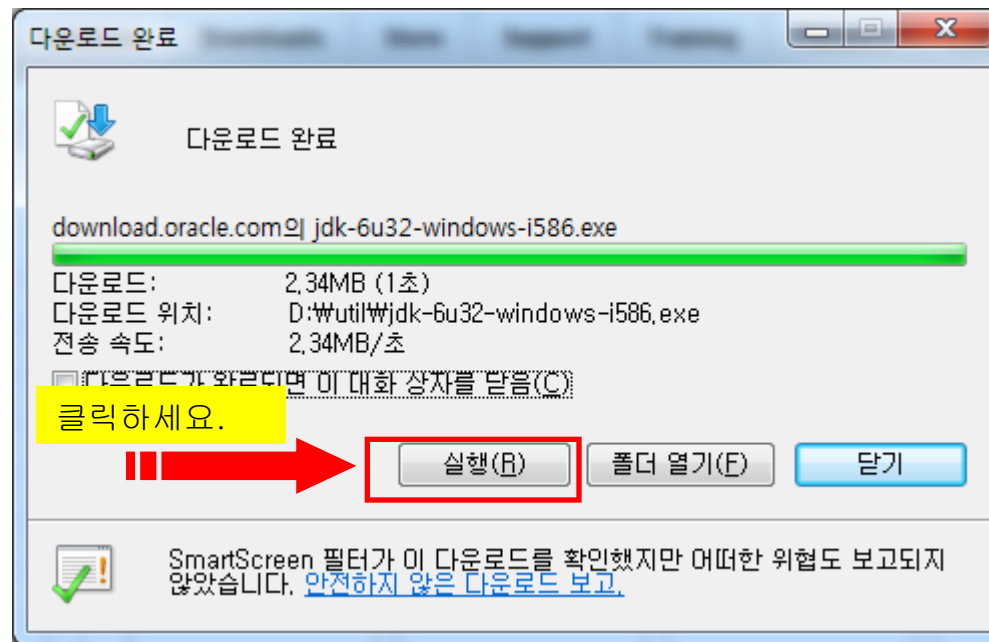 다운로드 완료
다운로드 완료
download.oracle.com의 jdk-6u32-windows-i586.exe
다운로드: 2,34MB (1초)
다운로드 위치: D:₩util₩jdk-6u32-windows-i586,exe
전송 속도: 2,34MB/초
다운로드가 완료되면 이 대화 상자를 닫음(C)
클릭하세요.
실행(R) 폴더 열기(F) 닫기
SmartScreen 필터가 이 다운로드를 확인했지만 어떠한 위협도 보고되지
않았습니다, 안전하지 않은 다운로드 보고,